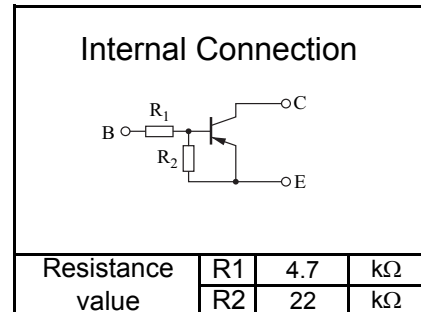 Internal Connection
C
R1
B
R2
E
Resistance value R1 4.7 kΩ
R2 22 kΩ